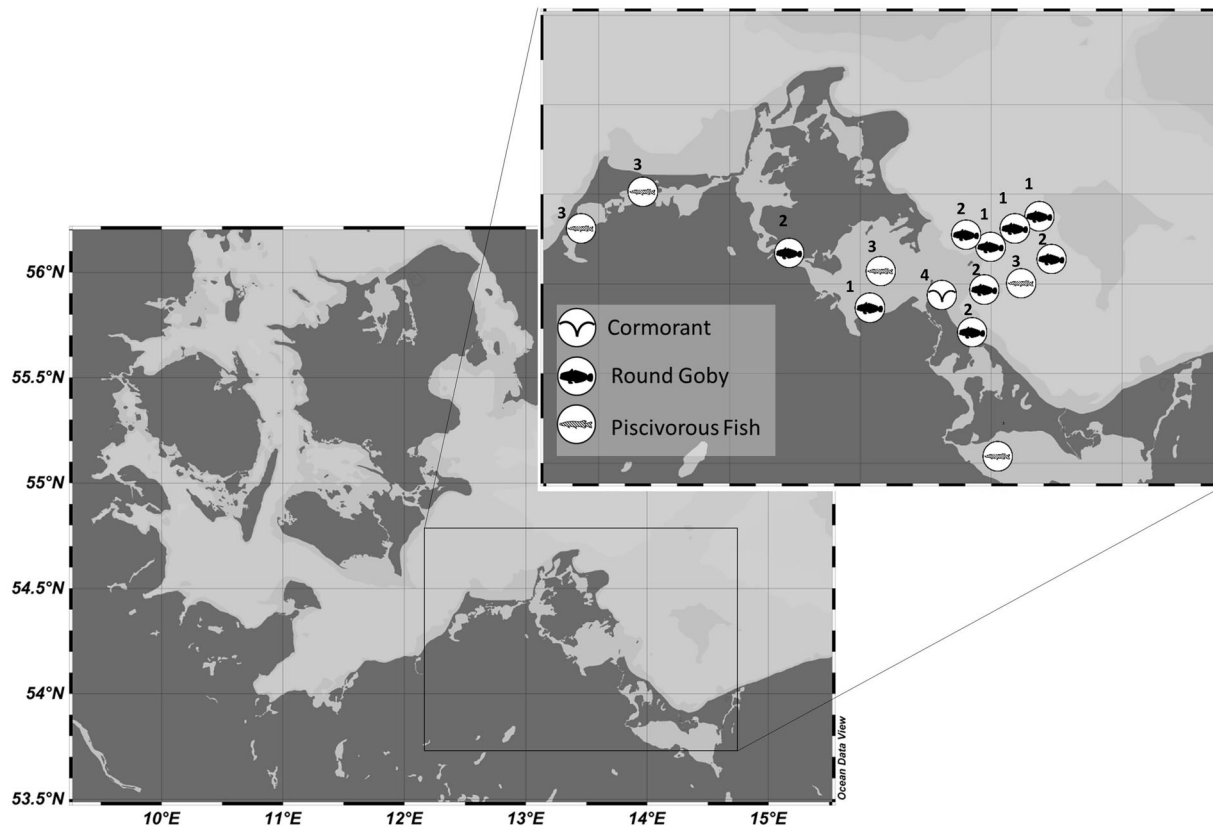 3
3
2
1
3
4
2
1
1
1
2
3
2
2
Cormorant
Round Goby
Piscivorous Fish
56°N
55.5°N
55°N
54.5°N
54°N
53.5°N
10°E
11°E
12°E
13°E
14°E
15°E
Ocean Data View